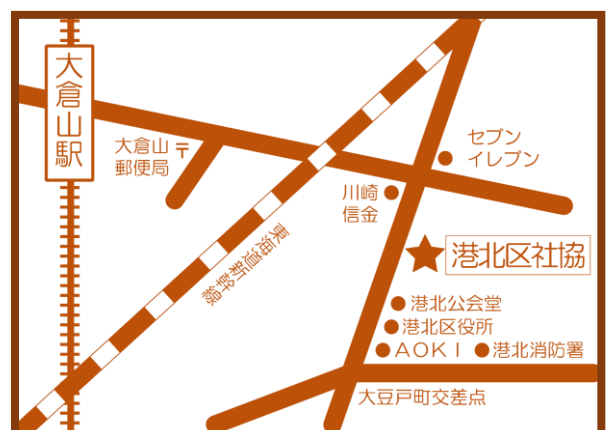 大倉山駅
大倉山
郵便局
〒
セブン
イレブン
川崎
信金
東海道新幹線
港北区社協
港北公会堂
港北区役所
AOKI
港北消防署
大豆戸町交差点